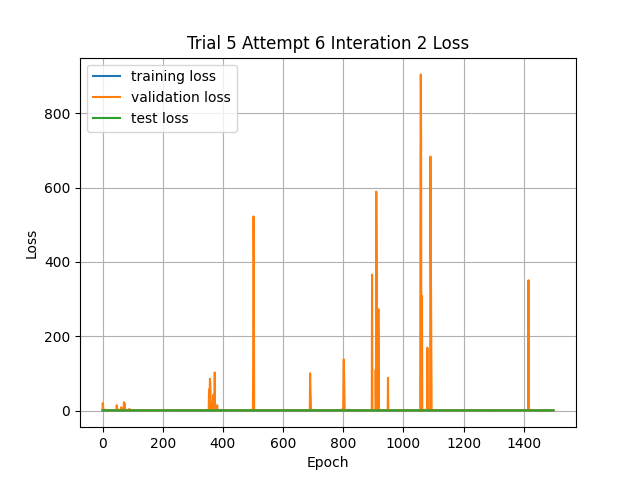 Trial 5 Attempt 6 Interation 2 Loss
training loss
validation loss
test loss
800
600
400
200
0
Loss
0 200 400 600 800 1000 1200 1400
Epoch